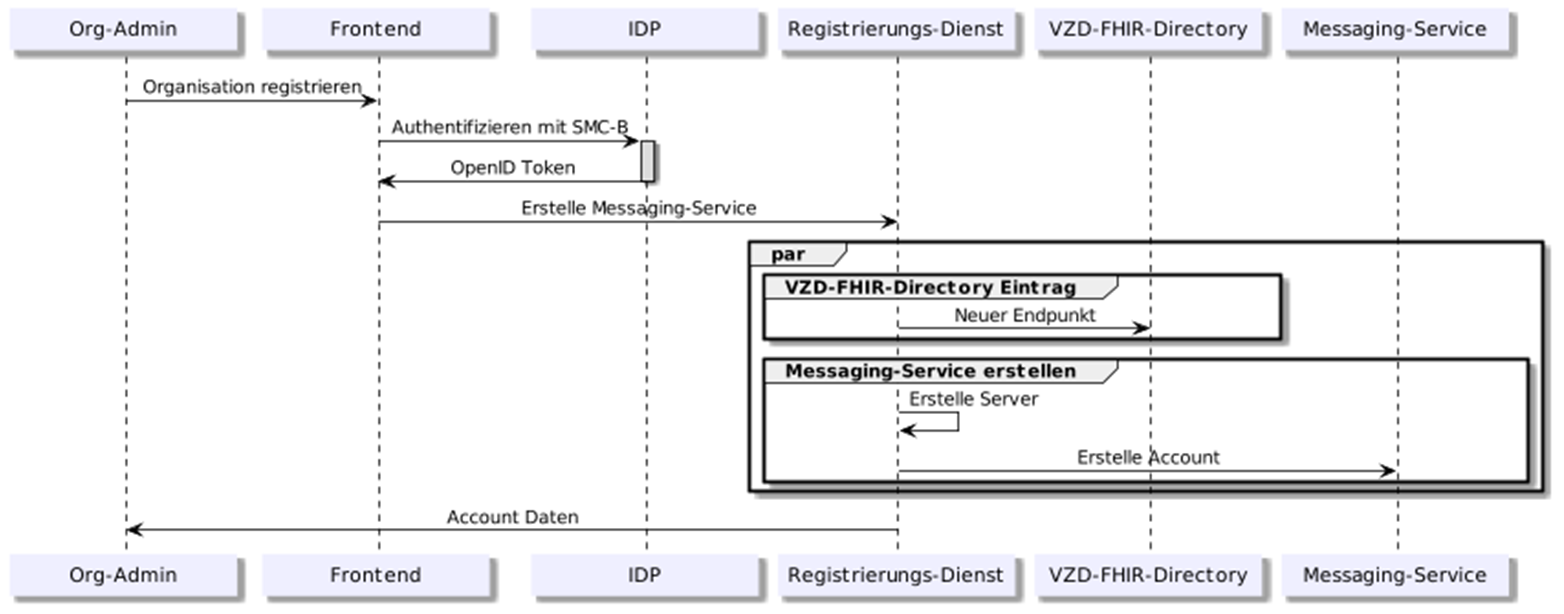 Org-Admin Frontend IDP Registrierungs-Dienst VZD-FHIR-Directory Messaging-Service
Organisation registrieren
Authentifizieren mit SMC-B
OpenID Token
Erstelle Messaging-Service
par
VZD-FHIR-Directory Eintrag
Neuer Endpunkt
Messaging-Service erstellen
Erstelle Server
Erstelle Account
Account Daten
Org-Admin Frontend IDP Registrierungs-Dienst VZD-FHIR-Directory Messaging-Service